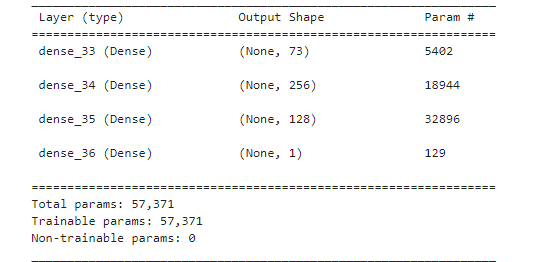 Layer (type) Output Shape Param #
=================================================================
dense_33 (Dense) (None, 73) 5402
dense_34 (Dense) (None, 256) 18944
dense_35 (Dense) (None, 128) 32896
dense_36 (Dense) (None, 1) 129
=================================================================
Total params: 57,371
Trainable params: 57,371
Non-trainable params: 0